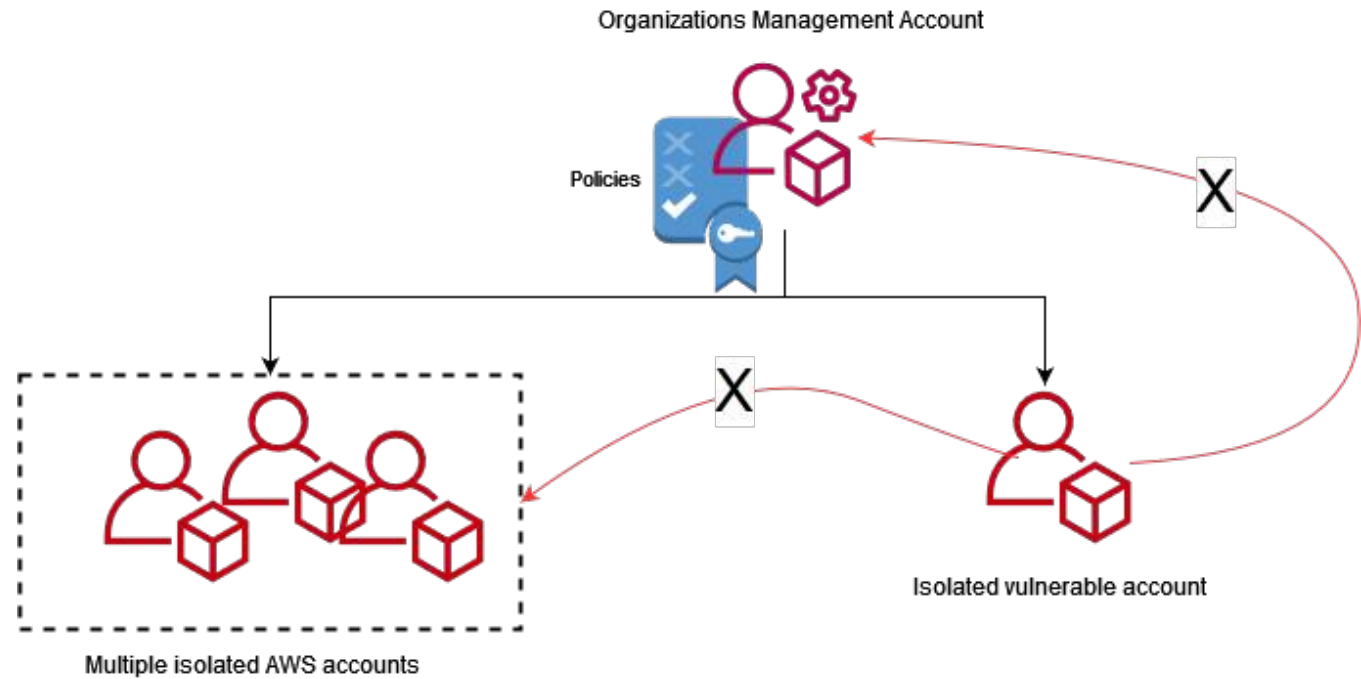 Organizations Management Account
Policies
X
X
Isolated vulnerable account
Multiple isolated AWS accounts